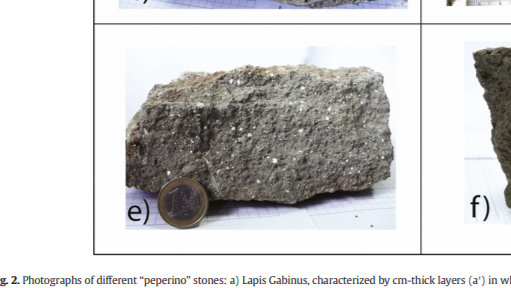 e)
f)
g. 2. Photographs of different “peperino” stones: a) Lapis Gabinus, characterized by cm-thick layers (a′) in wh